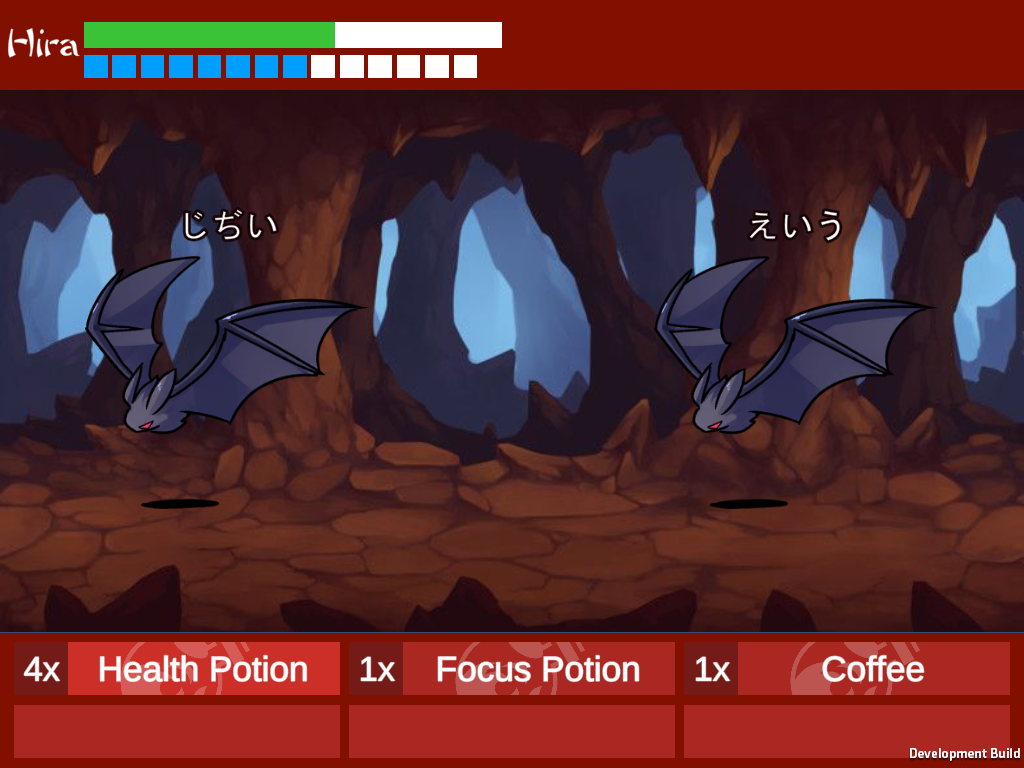 Hira
じぢい
えいう
4x Health Potion
1x Focus Potion
1x Coffee
Development Build